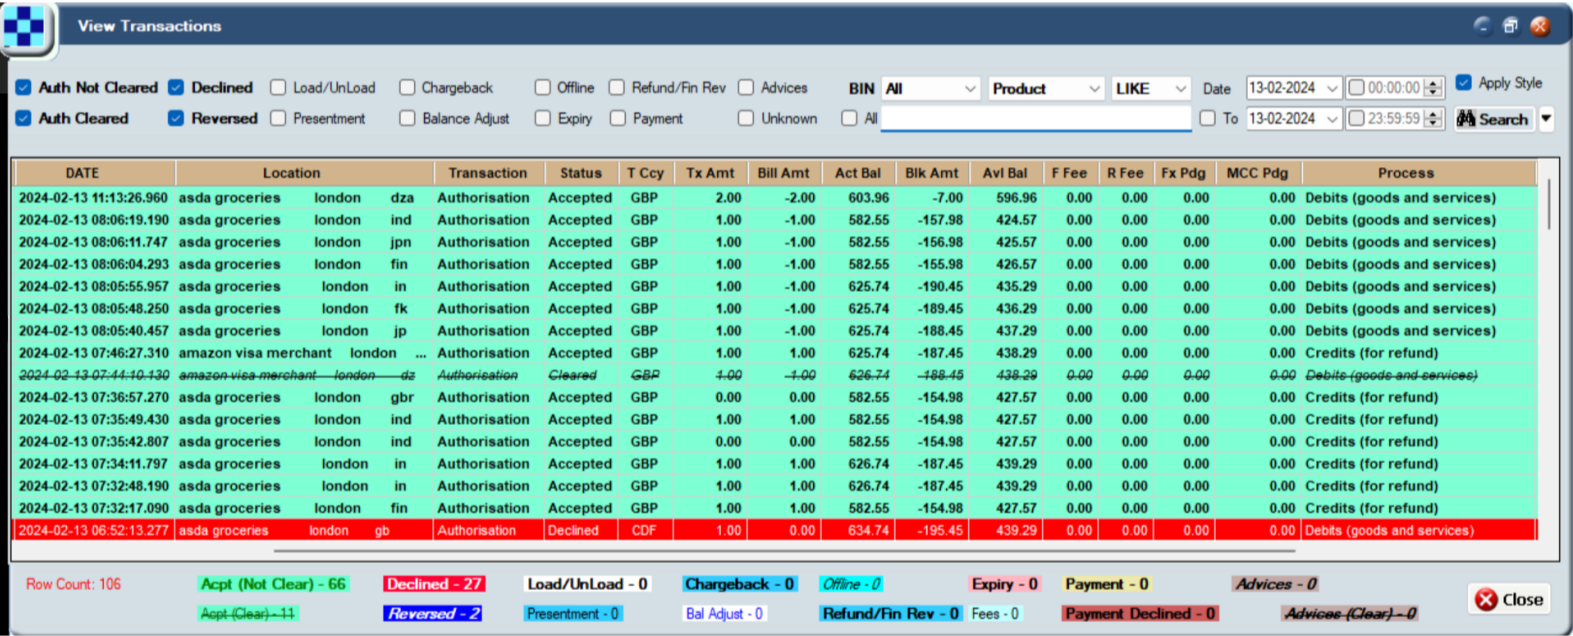 View Transactions
Auth Not Cleared Declined Load/UnLoad Chargeback Offline Refund/Fin Rev Advices BIN All Product LIKE Date 13-02-2024 00:00:00 Apply Style
Auth Cleared Reversed Presentment Balance Adjust Expiry Payment Unknown All To 13-02-2024 23:59:59 Search
DATE Location Transaction Status T Ccy Tx Amt Bill Amt Act Bal Blk Amt Avl Bal F Fee R Fee Fx Pdg MCC Pdg Process
2024-02-13 11:13:26.960 asda groceries london dza Authorisation Accepted GBP 2.00 -2.00 603.96 -7.00 596.96 0.00 0.00 0.00 0.00 Debits (goods and services)
2024-02-13 08:06:19.190 asda groceries london ind Authorisation Accepted GBP 1.00 -1.00 582.55 -157.98 424.57 0.00 0.00 0.00 0.00 Debits (goods and services)
2024-02-13 08:06:11.747 asda groceries london jpn Authorisation Accepted GBP 1.00 -1.00 582.55 -156.98 425.57 0.00 0.00 0.00 0.00 Debits (goods and services)
2024-02-13 08:06:04.293 asda groceries london fin Authorisation Accepted GBP 1.00 -1.00 582.55 -155.98 426.57 0.00 0.00 0.00 0.00 Debits (goods and services)
2024-02-13 08:05:55.957 asda groceries london in Authorisation Accepted GBP 1.00 -1.00 625.74 -190.45 435.29 0.00 0.00 0.00 0.00 Debits (goods and services)
2024-02-13 08:05:48.250 asda groceries london fk Authorisation Accepted GBP 1.00 -1.00 625.74 -189.45 436.29 0.00 0.00 0.00 0.00 Debits (goods and services)
2024-02-13 08:05:40.457 asda groceries london jp Authorisation Accepted GBP 1.00 -1.00 625.74 -188.45 437.29 0.00 0.00 0.00 0.00 Debits (goods and services)
2024-02-13 07:46:27.310 amazon visa merchant london ... Authorisation Accepted GBP 1.00 1.00 625.74 -187.45 438.29 0.00 0.00 0.00 0.00 Credits (for refund)
2024-02-13 07:44:10.130 amazon visa merchant london dz Authorisation Cleared GBP 1.00 -1.00 626.74 -188.45 438.29 0.00 0.00 0.00 0.00 Debits (goods and services)
2024-02-13 07:36:57.270 asda groceries london gbr Authorisation Accepted GBP 0.00 0.00 582.55 -154.98 427.57 0.00 0.00 0.00 0.00 Credits (for refund)
2024-02-13 07:35:49.430 asda groceries london ind Authorisation Accepted GBP 1.00 1.00 582.55 -154.98 427.57 0.00 0.00 0.00 0.00 Credits (for refund)
2024-02-13 07:35:42.807 asda groceries london ind Authorisation Accepted GBP 0.00 0.00 582.55 -154.98 427.57 0.00 0.00 0.00 0.00 Credits (for refund)
2024-02-13 07:34:11.797 asda groceries london in Authorisation Accepted GBP 1.00 1.00 626.74 -187.45 439.29 0.00 0.00 0.00 0.00 Credits (for refund)
2024-02-13 07:32:48.190 asda groceries london in Authorisation Accepted GBP 1.00 1.00 626.74 -187.45 439.29 0.00 0.00 0.00 0.00 Credits (for refund)
2024-02-13 07:32:17.090 asda groceries london fin Authorisation Accepted GBP 1.00 1.00 582.55 -154.98 427.57 0.00 0.00 0.00 0.00 Credits (for refund)
2024-02-13 06:52:13.277 asda groceries london gb Authorisation Declined CDF 1.00 0.00 634.74 -195.45 439.29 0.00 0.00 0.00 0.00 Debits (goods and services)
Row Count: 106 Acpt (Not Clear) - 66 Declined - 27 Load/UnLoad - 0 Chargeback - 0 Offline - 0 Expiry - 0 Payment - 0 Advices - 0
Acpt (Clear) - 11 Reversed - 2 Presentment - 0 Bal Adjust - 0 Refund/Fin Rev - 0 Fees - 0 Payment Declined - 0 Advices (Clear) - 0
Close